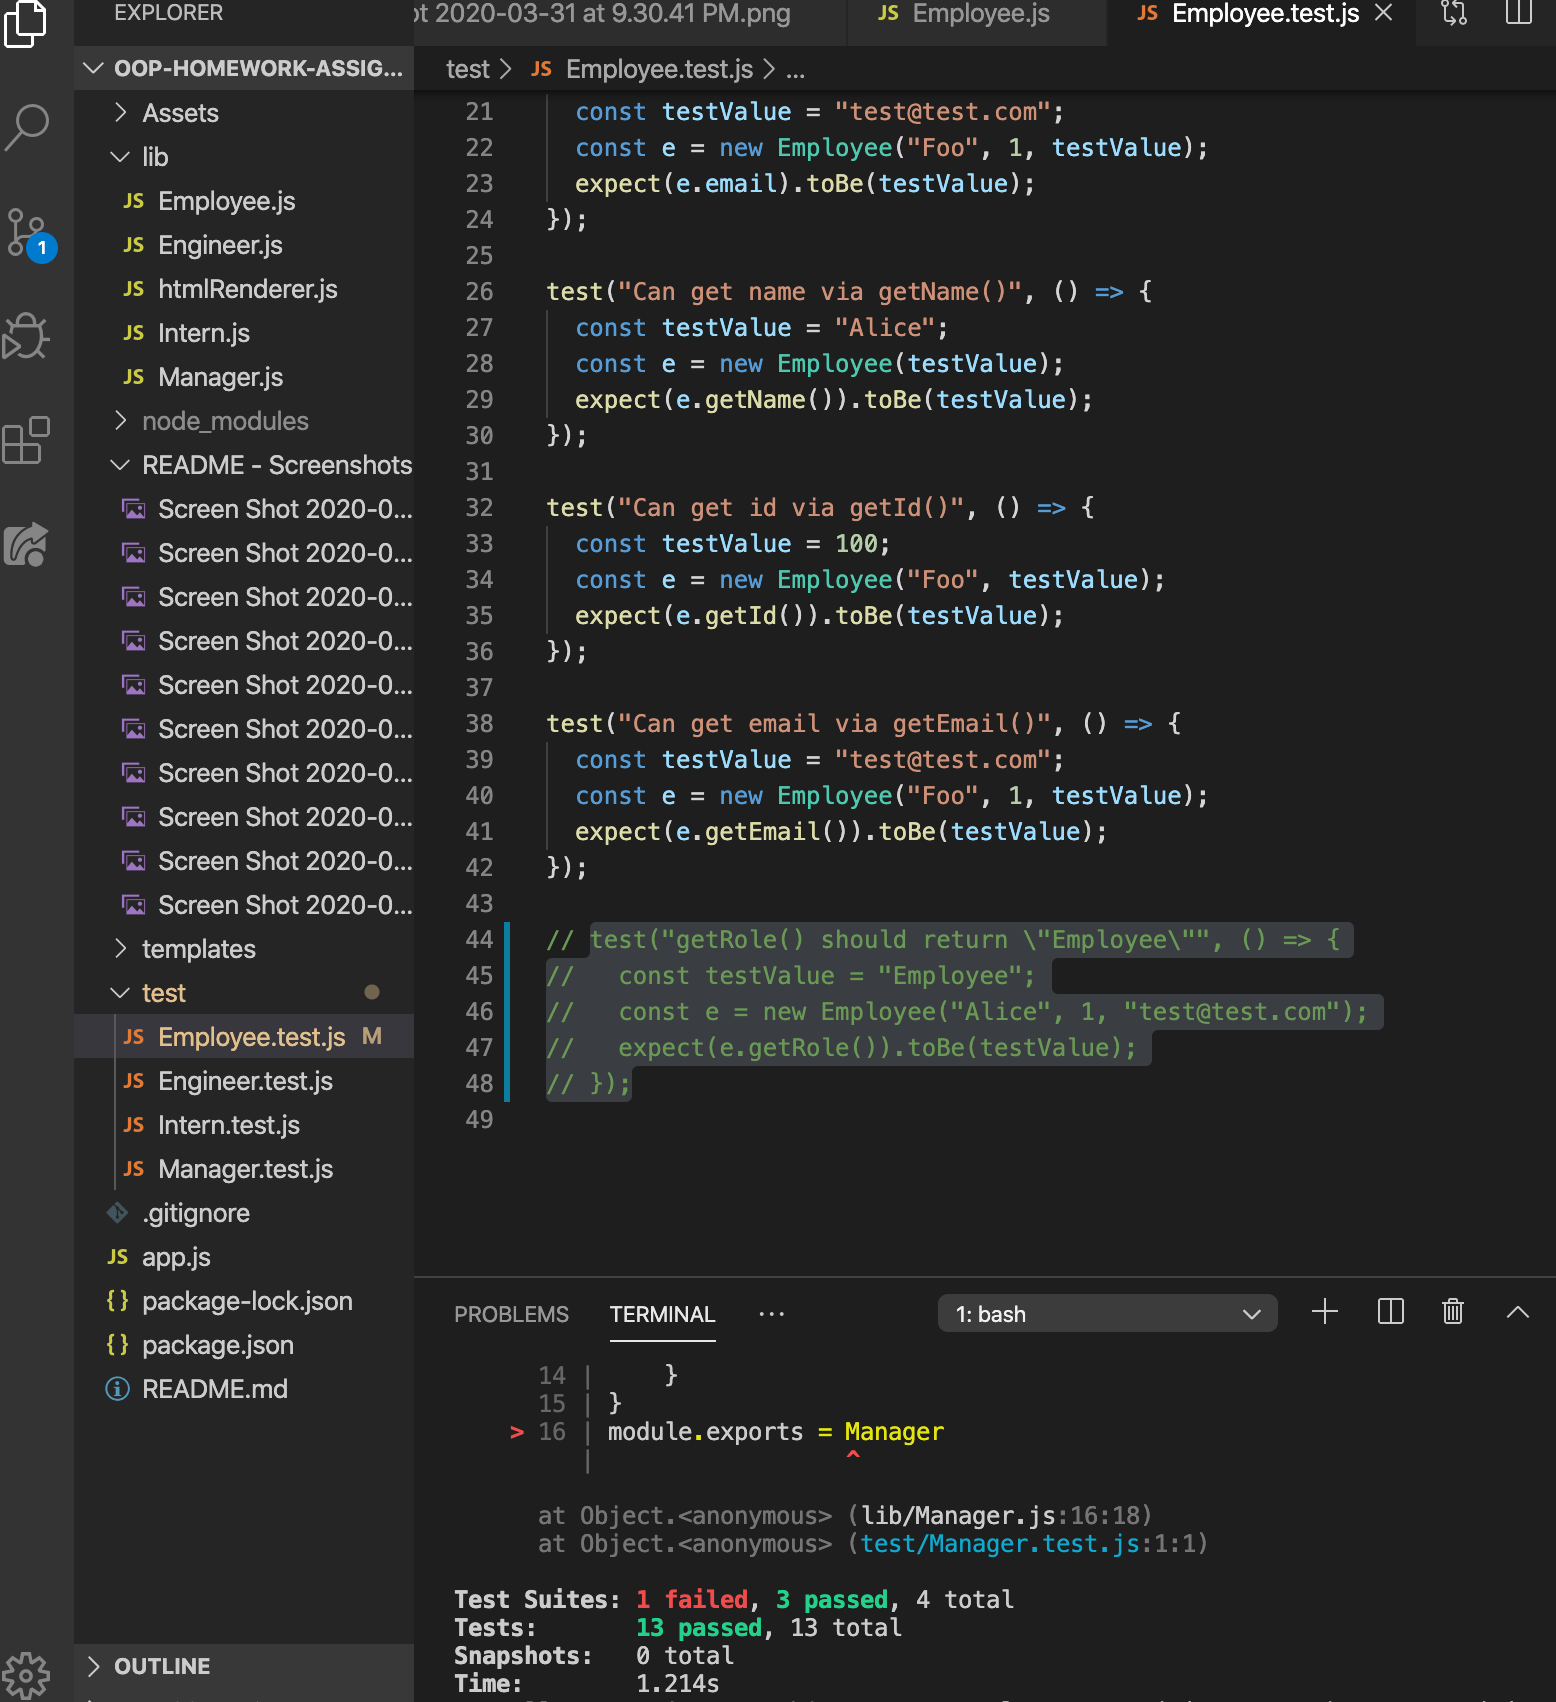 EXPLORER
OOP-HOMEWORK-ASSIG...
Assets
lib
JS Employee.js
JS Engineer.js
JS htmlRenderer.js
JS Intern.js
JS Manager.js
node_modules
README - Screenshots
Screen Shot 2020-0...
Screen Shot 2020-0...
Screen Shot 2020-0...
Screen Shot 2020-0...
Screen Shot 2020-0...
Screen Shot 2020-0...
Screen Shot 2020-0...
Screen Shot 2020-0...
Screen Shot 2020-0...
Screen Shot 2020-0...
templates
test
JS Employee.test.js M
JS Engineer.test.js
JS Intern.test.js
JS Manager.test.js
.gitignore
JS app.js
{} package-lock.json
{} package.json
README.md
OUTLINE
1
ot 2020-03-31 at 9.30.41 PM.png JS Employee.js JS Employee.test.js ×
test > JS Employee.test.js > ...
21 const testValue = "test@test.com";
22 const e = new Employee("Foo", 1, testValue);
23 expect(e.email).toBe(testValue);
24 });
25
26 test("Can get name via getName()", () => {
27 const testValue = "Alice";
28 const e = new Employee(testValue);
29 expect(e.getName()).toBe(testValue);
30 });
31
32 test("Can get id via getId()", () => {
33 const testValue = 100;
34 const e = new Employee("Foo", testValue);
35 expect(e.getId()).toBe(testValue);
36 });
37
38 test("Can get email via getEmail()", () => {
39 const testValue = "test@test.com";
40 const e = new Employee("Foo", 1, testValue);
41 expect(e.getEmail()).toBe(testValue);
42 });
43
44 // test("getRole() should return \"Employee\"", () => {
45 //   const testValue = "Employee";
46 //   const e = new Employee("Alice", 1, "test@test.com");
47 //   expect(e.getRole()).toBe(testValue);
48 // });
49
PROBLEMS TERMINAL ... 1: bash
14 |     }
15 | }
> 16 | module.exports = Manager
| ^
at Object.<anonymous> (lib/Manager.js:16:18)
at Object.<anonymous> (test/Manager.test.js:1:1)
Test Suites: 1 failed, 3 passed, 4 total
Tests: 13 passed, 13 total
Snapshots: 0 total
Time: 1.214s